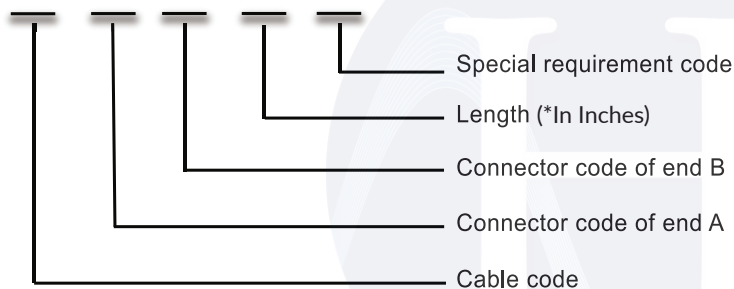 Special requirement code
Length (*In Inches)
Connector code of end B
Connector code of end A
Cable code